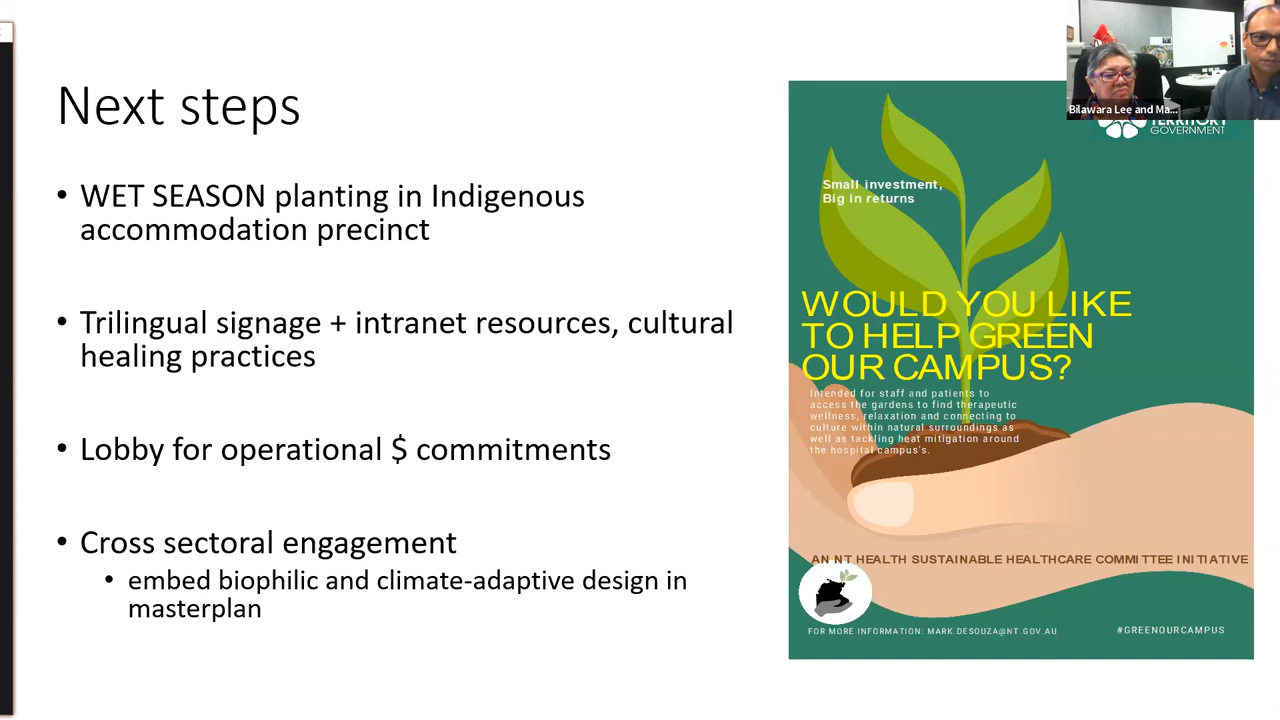 Next steps
• WET SEASON planting in Indigenous
accommodation precinct
• Trilingual signage + intranet resources, cultural
healing practices
• Lobby for operational $ commitments
• Cross sectoral engagement
• embed biophilic and climate-adaptive design in
masterplan
Bilawara Lee and Ma...
TERRITORY
GOVERNMENT
Small investment,
Big in returns
WOULD YOU LIKE
TO HELP GREEN
OUR CAMPUS?
Intended for staff and patients to
access the gardens to find therapeutic
wellness, relaxation and connecting to
culture within natural surroundings as
well as tackling heat mitigation around
the hospital campus's.
AN NT HEALTH SUSTAINABLE HEALTHCARE COMMITTEE INITIATIVE
FOR MORE INFORMATION: MARK.DESOUZA@NT.GOV.AU
#GREENOURCAMPUS